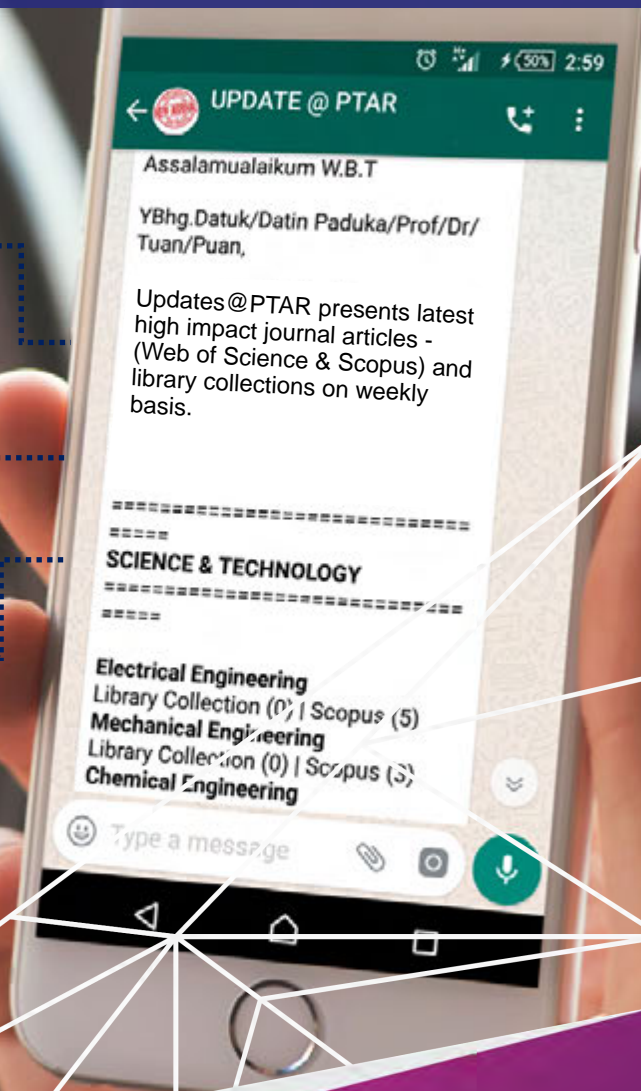 50% 2:59
UPDATE @ PTAR
Assalamualaikum W.B.T
YBhg.Datuk/Datin Paduka/Prof/Dr/
Tuan/Puan,
Updates@PTAR presents latest
high impact journal articles -
(Web of Science & Scopus) and
library collections on weekly
basis.
==============================
=====
SCIENCE & TECHNOLOGY
==============================
=====
Electrical Engineering
Library Collection (0) | Scopus (5)
Mechanical Engineering
Library Collection (0) | Scopus
Chemical Engineering
Type a message